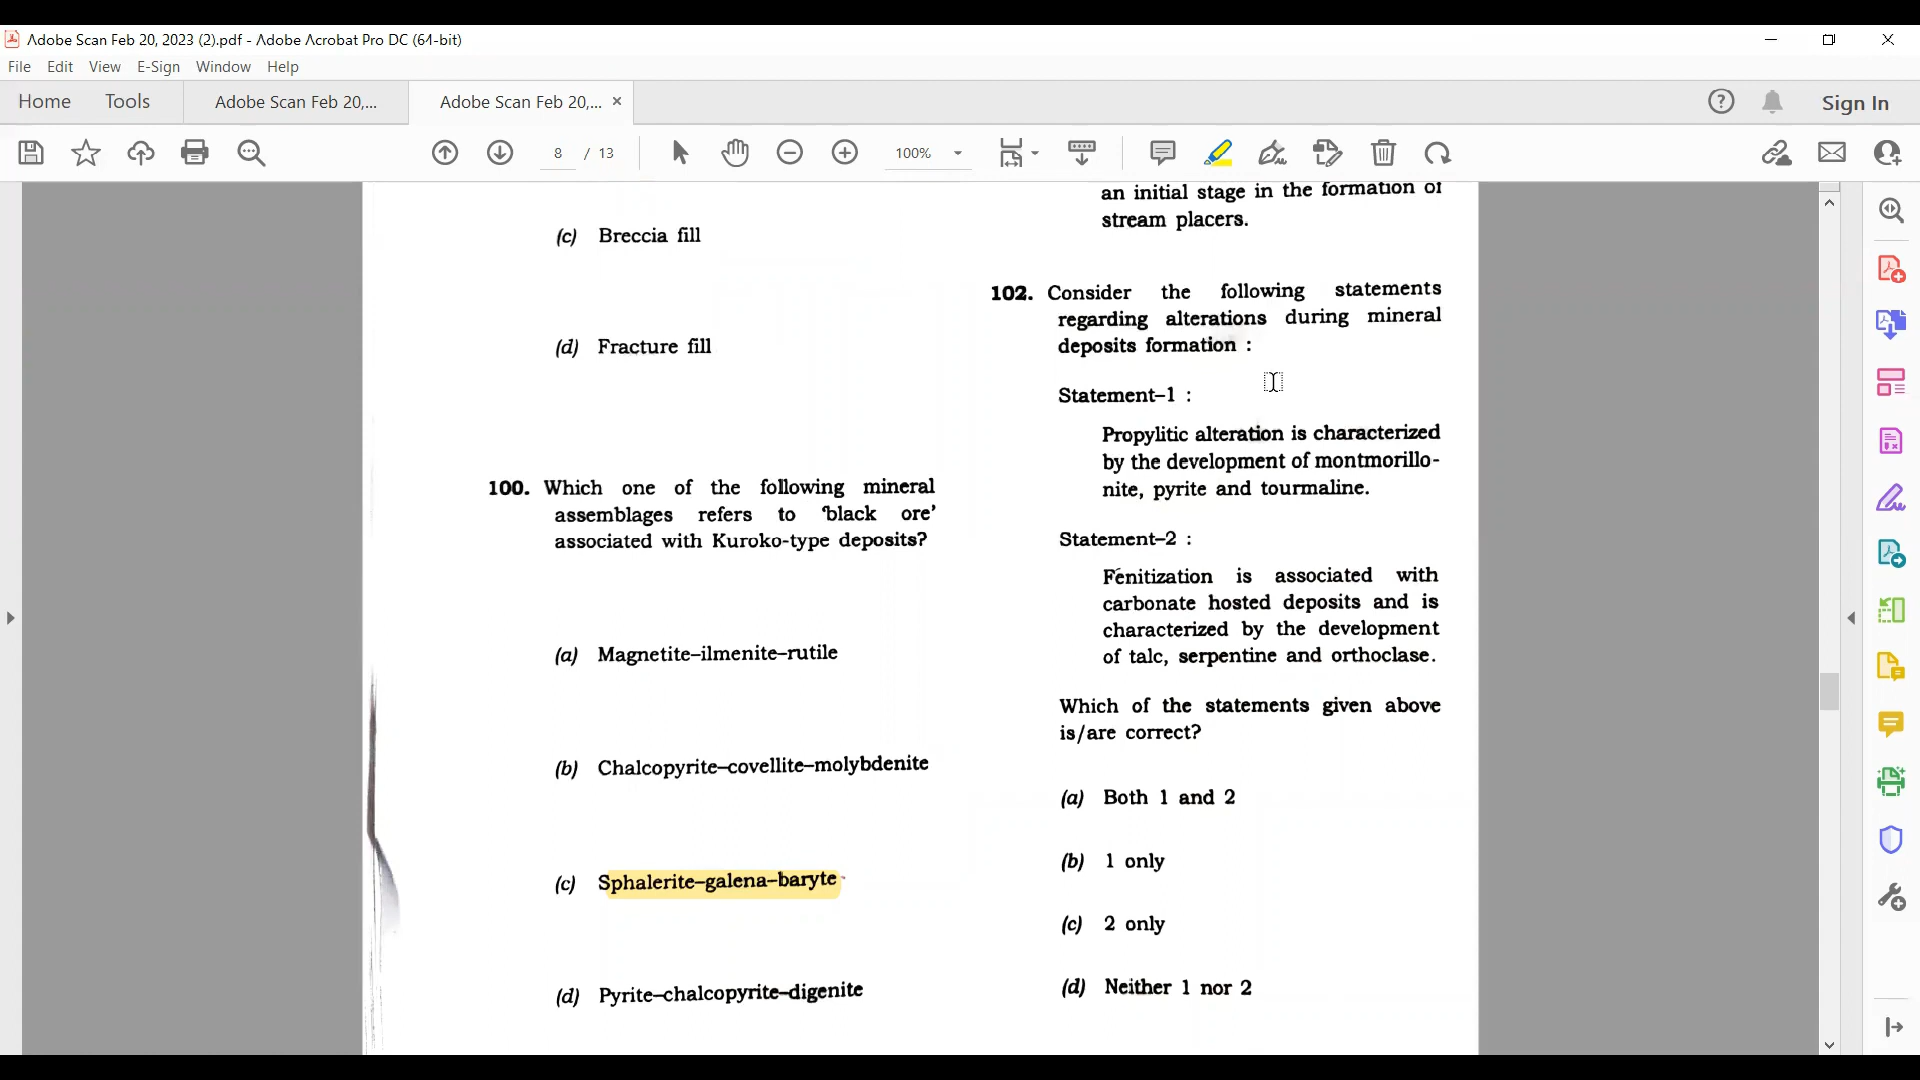 Adobe Scan Feb 20, 2023 (2).pdf - Adobe Acrobat Pro DC (64-bit)
File Edit View E-Sign Window Help
Home Tools Adobe Scan Feb 20,... Adobe Scan Feb 20,... × Sign In
8 / 13 100%
(c) Breccia fill
(d) Fracture fill
100. Which one of the following mineral
assemblages refers to 'black ore'
associated with Kuroko-type deposits?
(a) Magnetite–ilmenite–rutile
(b) Chalcopyrite–covellite–molybdenite
(c) Sphalerite–galena–baryte
(d) Pyrite–chalcopyrite–digenite
an initial stage in the formation of
stream placers.
102. Consider the following statements
regarding alterations during mineral
deposits formation :
Statement–1 :
Propylitic alteration is characterized
by the development of montmorillo-
nite, pyrite and tourmaline.
Statement–2 :
Fenitization is associated with
carbonate hosted deposits and is
characterized by the development
of talc, serpentine and orthoclase.
Which of the statements given above
is/are correct?
(a) Both 1 and 2
(b) 1 only
(c) 2 only
(d) Neither 1 nor 2